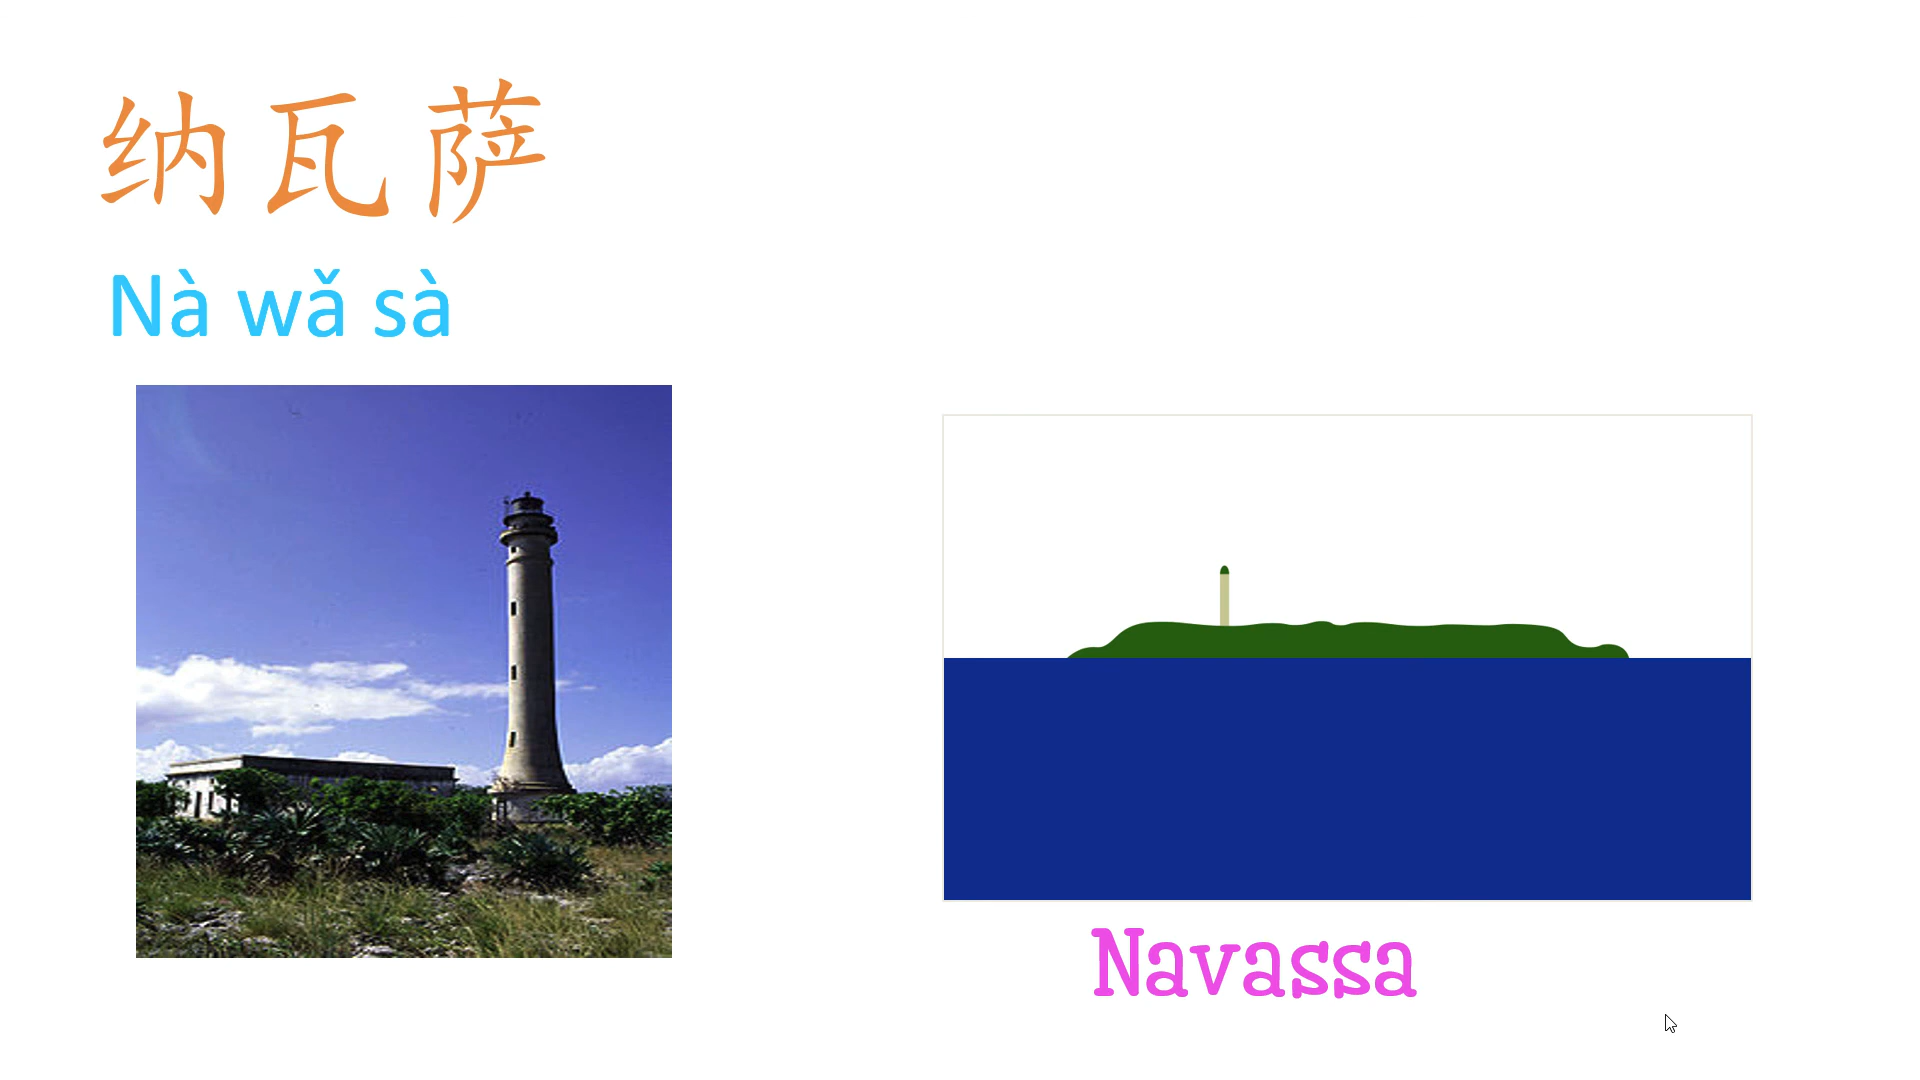 纳瓦萨
Nà wǎ sà
Navassa